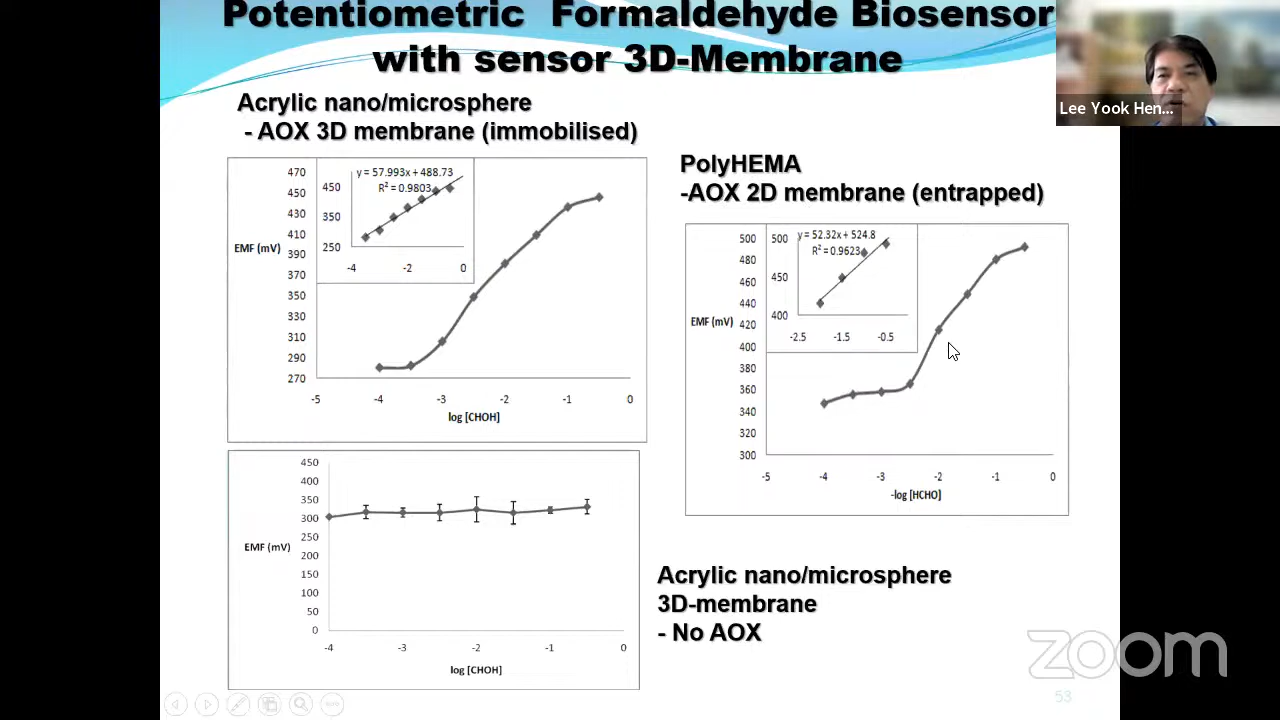 Potentiometric Formaldehyde Biosensor
with sensor 3D-Membrane
Lee Yook Hen...
Acrylic nano/microsphere
- AOX 3D membrane (immobilised)
PolyHEMA
-AOX 2D membrane (entrapped)
470
450
430
410
390
370
350
330
310
290
270
EMF (mV)
-5 -4 -3 -2 -1 0
log [CHOH]
y = 57.993x + 488.73
R² = 0.9803
450
350
250
-4 -2 0
500
480
460
440
420
400
380
360
340
320
300
EMF (mV)
-5 -4 -3 -2 -1 0
-log [HCHO]
y = 52.32x + 524.8
R² = 0.9623
500
450
400
-2.5 -1.5 -0.5
450
400
350
300
250
200
150
100
50
0
EMF (mV)
-4 -3 -2 -1 0
log [CHOH]
Acrylic nano/microsphere
3D-membrane
- No AOX
zoom
53